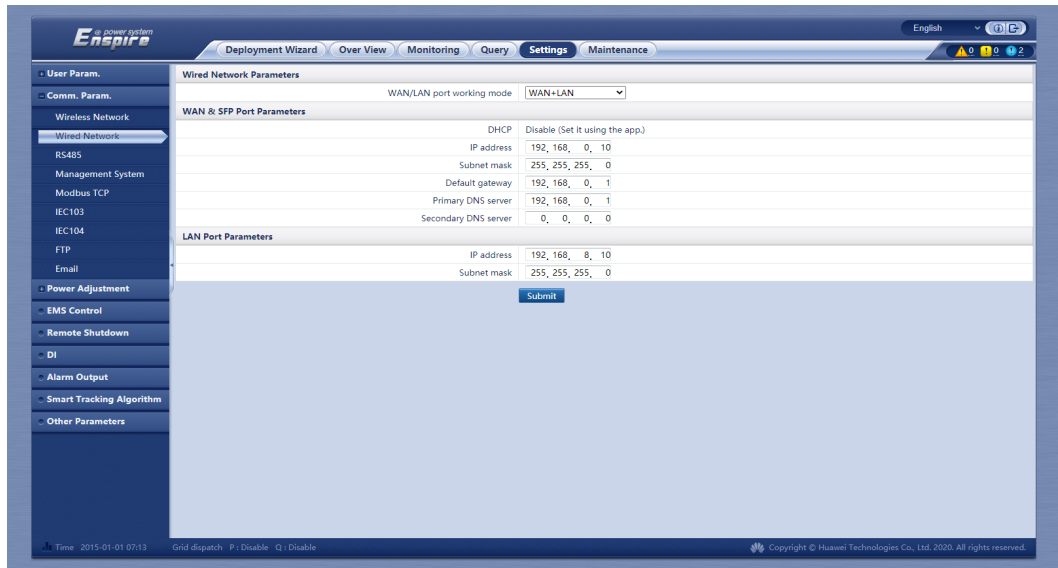 e power system
Enspire
English
Deployment Wizard Over View Monitoring Query Settings Maintenance
0 0 2
User Param.
Comm. Param.
Wireless Network
Wired Network
RS485
Management System
Modbus TCP
IEC103
IEC104
FTP
Email
Power Adjustment
EMS Control
Remote Shutdown
DI
Alarm Output
Smart Tracking Algorithm
Other Parameters
Wired Network Parameters
WAN/LAN port working mode WAN+LAN
WAN & SFP Port Parameters
DHCP Disable (Set it using the app.)
IP address 192. 168. 0. 10
Subnet mask 255. 255. 255. 0
Default gateway 192. 168. 0. 1
Primary DNS server 192. 168. 0. 1
Secondary DNS server 0. 0. 0. 0
LAN Port Parameters
IP address 192. 168. 8. 10
Subnet mask 255. 255. 255. 0
Submit
Time 2015-01-01 07:13 Grid dispatch P : Disable Q : Disable
Copyright © Huawei Technologies Co., Ltd. 2020. All rights reserved.